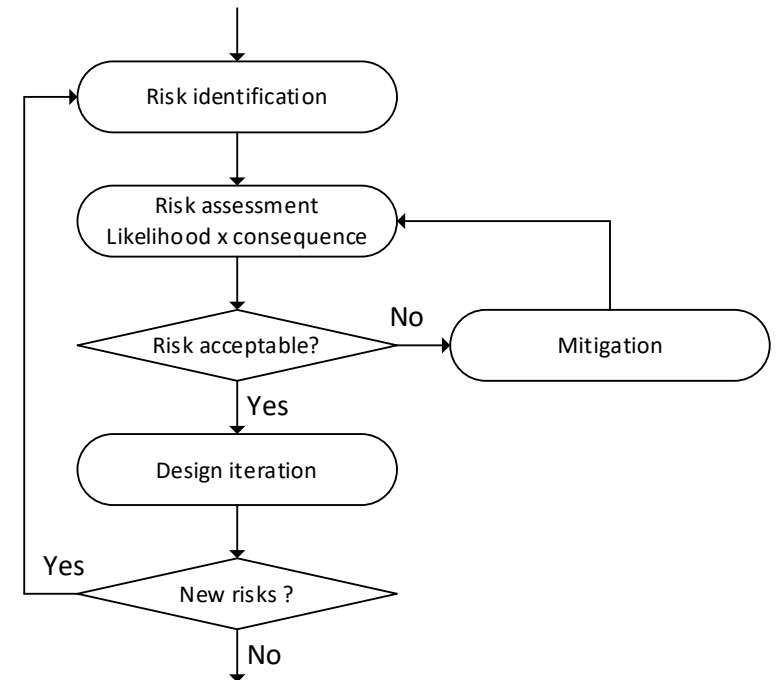 Risk identification
Risk assessment
Likelihood x consequence
No
Risk acceptable?
Mitigation
Yes
Design iteration
Yes
New risks ?
No